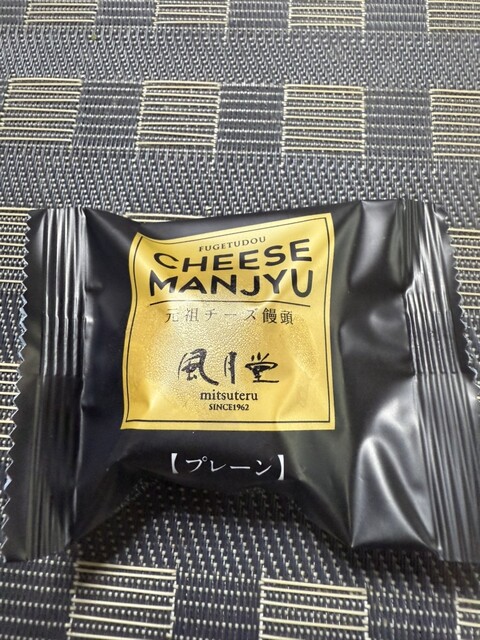 FUGETUDOU
CHEESE
MANJYU
元祖チーズ饅頭
風月堂
mitsuteru
SINCE1962
【プレーン】